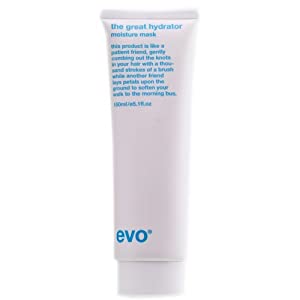 the great hydrator
moisture mask
this product is like a
patient friend, gently
combing out the knots
in your hair with a thou-
sand strokes of a brush
while another friend
lays petals upon the
ground to soften your
walk to the morning bus.
150ml/e5.1fl.oz
evo®